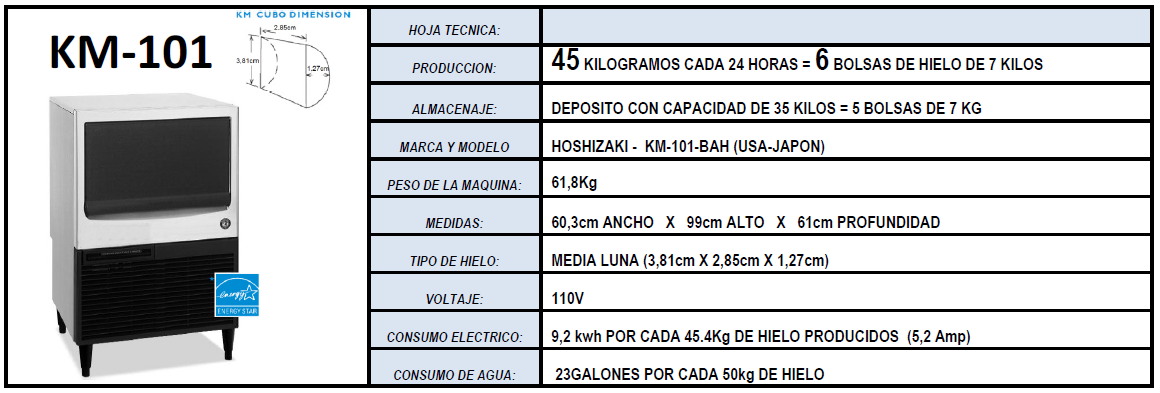 KM CUBO DIMENSION
2.85cm
3,81cm
1.27cm
KM-101
HOJA TECNICA:
PRODUCCION: 45 KILOGRAMOS CADA 24 HORAS = 6 BOLSAS DE HIELO DE 7 KILOS
ALMACENAJE: DEPOSITO CON CAPACIDAD DE 35 KILOS = 5 BOLSAS DE 7 KG
MARCA Y MODELO HOSHIZAKI - KM-101-BAH (USA-JAPON)
PESO DE LA MAQUINA: 61,8Kg
MEDIDAS: 60,3cm ANCHO X 99cm ALTO X 61cm PROFUNDIDAD
TIPO DE HIELO: MEDIA LUNA (3,81cm X 2,85cm X 1,27cm)
VOLTAJE: 110V
CONSUMO ELECTRICO: 9,2 kwh POR CADA 45.4Kg DE HIELO PRODUCIDOS (5,2 Amp)
CONSUMO DE AGUA: 23GALONES POR CADA 50kg DE HIELO
energy
ENERGY STAR